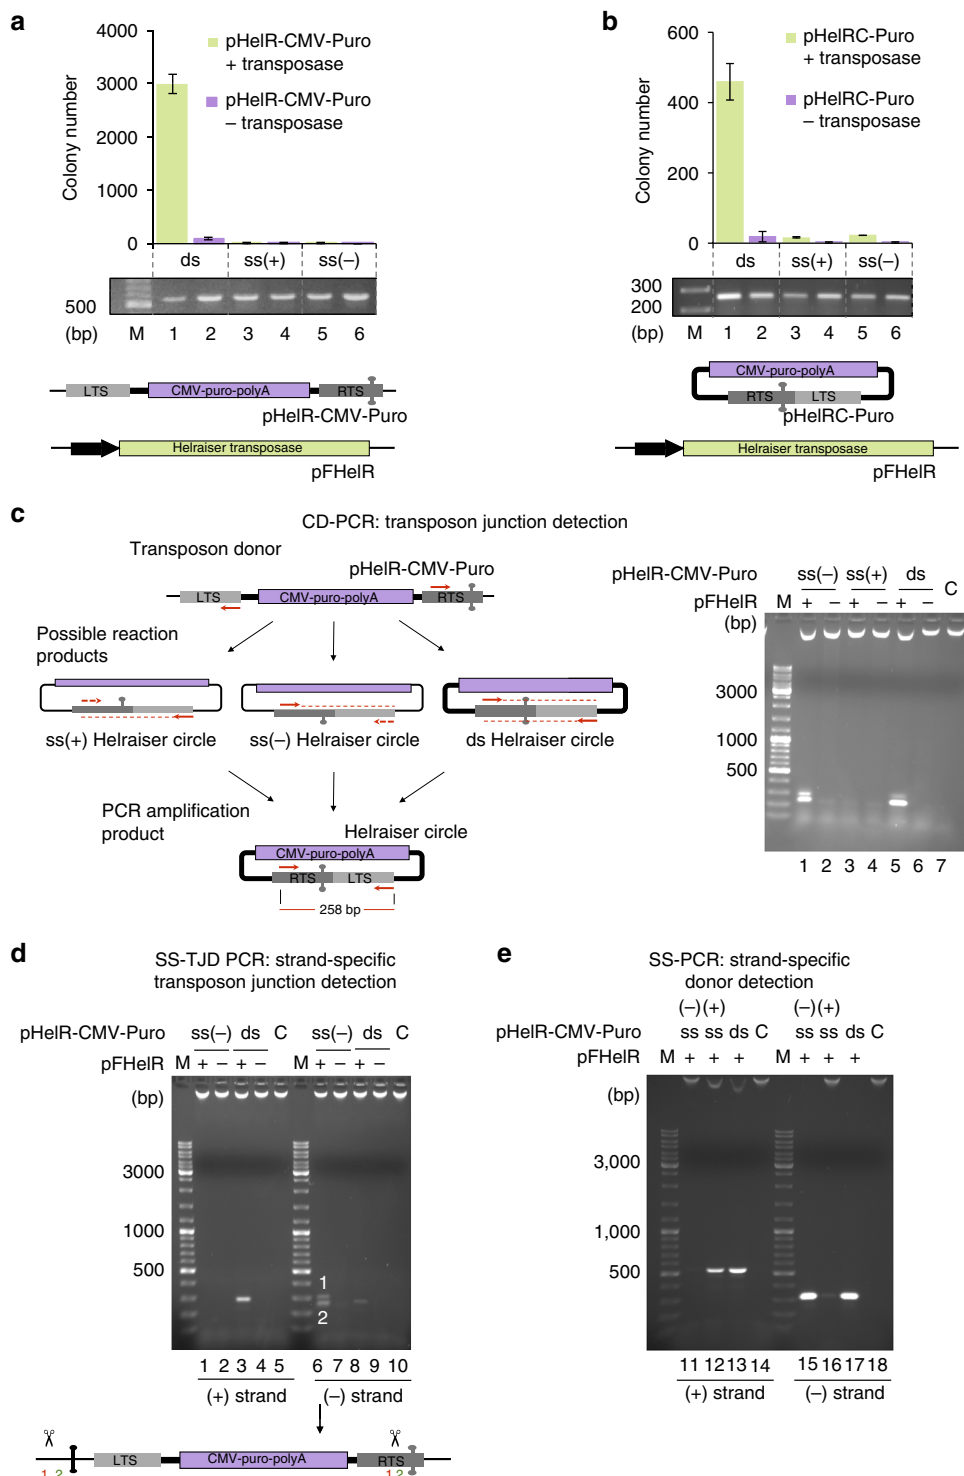 a
4000
3000
2000
1000
0
Colony number
pHelR-CMV-Puro
+ transposase
pHelR-CMV-Puro
– transposase
ds
ss(+)
ss(–)
500
(bp)
M 1 2 3 4 5 6
LTS
CMV-puro-polyA
RTS
pHelR-CMV-Puro
Helraiser transposase
pFHelR
b
600
400
200
0
Colony number
pHelRC-Puro
+ transposase
pHelRC-Puro
– transposase
ds
ss(+)
ss(–)
300
200
(bp)
M 1 2 3 4 5 6
CMV-puro-polyA
RTS
LTS
pHelRC-Puro
Helraiser transposase
pFHelR
c
CD-PCR: transposon junction detection
Transposon donor
pHelR-CMV-Puro
LTS
CMV-puro-polyA
RTS
Possible reaction
products
ss(+) Helraiser circle
ss(–) Helraiser circle
ds Helraiser circle
PCR amplification
product
Helraiser circle
CMV-puro-polyA
RTS
LTS
258 bp
pHelR-CMV-Puro
ss(–) ss(+) ds C
pFHelR
M + – + – + –
(bp)
3000
1000
500
1 2 3 4 5 6 7
d
SS-TJD PCR: strand-specific
transposon junction detection
pHelR-CMV-Puro
ss(–) ds C ss(–) ds C
pFHelR
M + – + – M + – + –
(bp)
3000
1000
500
1
2
1 2 3 4 5 6 7 8 9 10
(+) strand
(–) strand
LTS
CMV-puro-polyA
RTS
1 2
1 2
e
SS-PCR: strand-specific
donor detection
(–) (+) (–) (+)
pHelR-CMV-Puro
ss ss ds C ss ss ds C
pFHelR
M + + + M + + +
(bp)
3,000
1,000
500
11 12 13 14 15 16 17 18
(+) strand
(–) strand